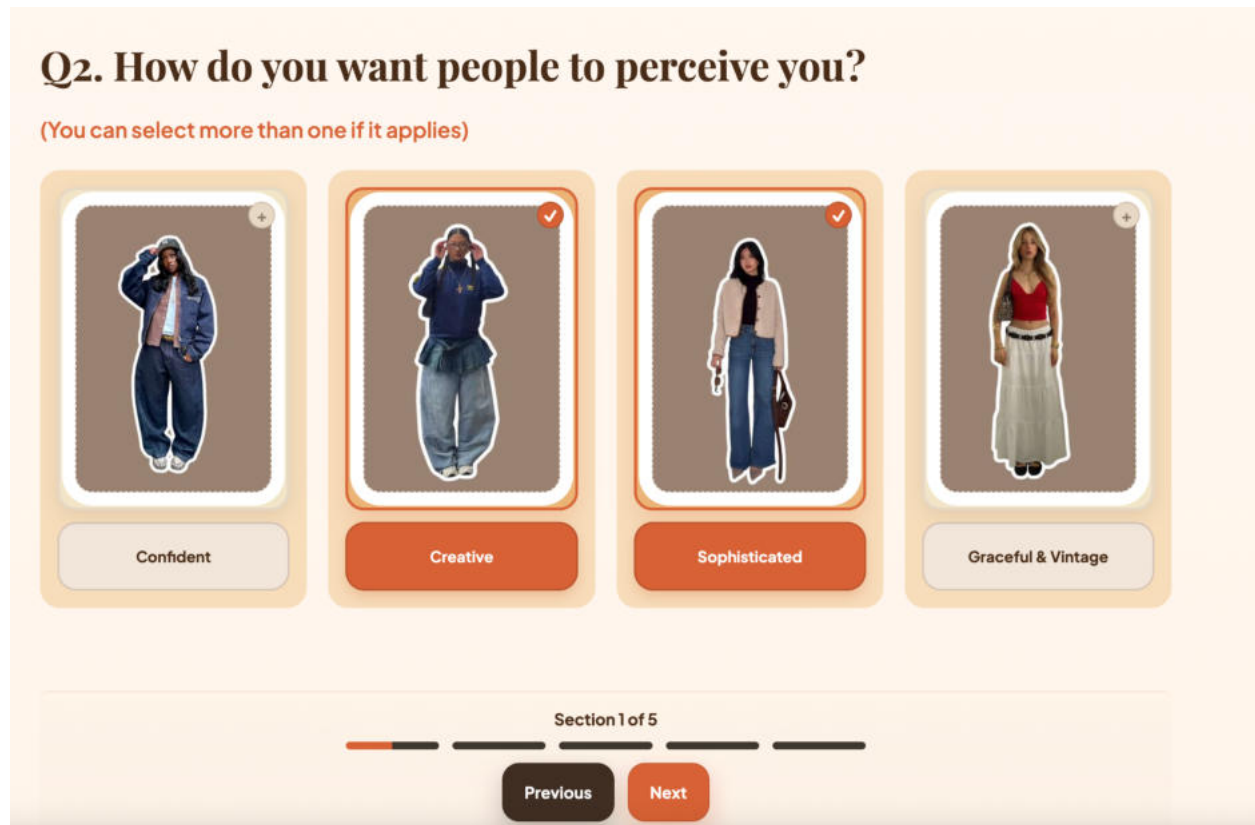 Q2. How do you want people to perceive you?
(You can select more than one if it applies)
Confident
Creative
Sophisticated
Graceful & Vintage
Section 1 of 5
Previous
Next